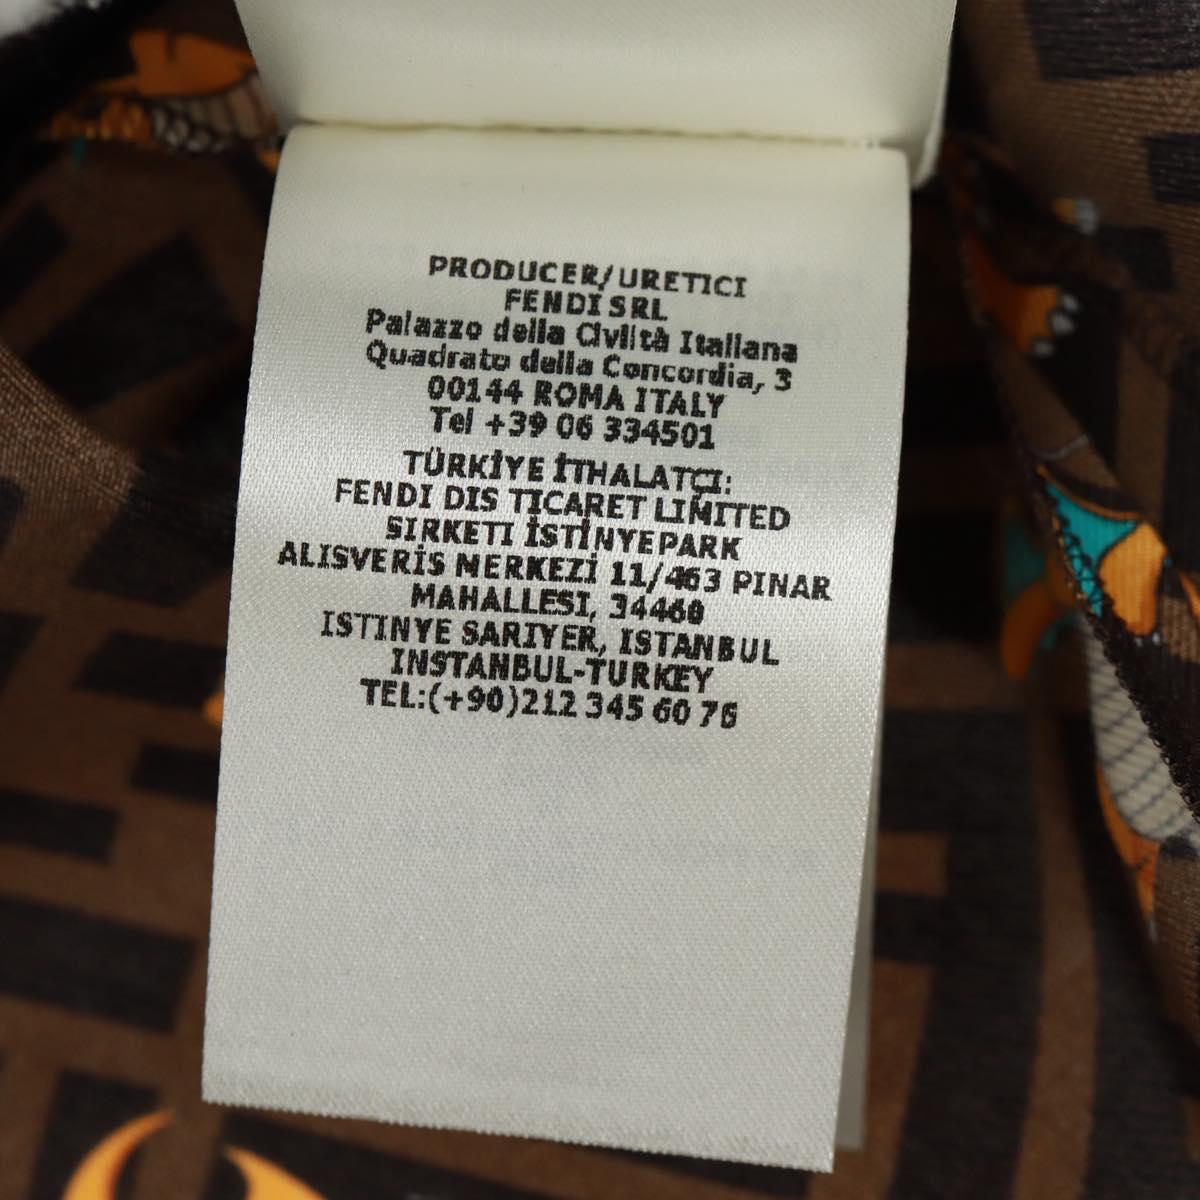 PRODUCER/URETICI
FENDI SRL
Palazzo della Civiltà Italiana
Quadrato della Concordia, 3
00144 ROMA ITALY
Tel +39 06 334501
TÜRKİYE İTHALATÇI:
FENDI DIS TICARET LIMITED
SIRKETI İSTİNYEPARK
ALISVERİS MERKEZİ 11/463 PINAR
MAHALLESI, 34460
ISTINYE SARIYER, ISTANBUL
INSTANBUL-TURKEY
TEL:(+90)212 345 60 76